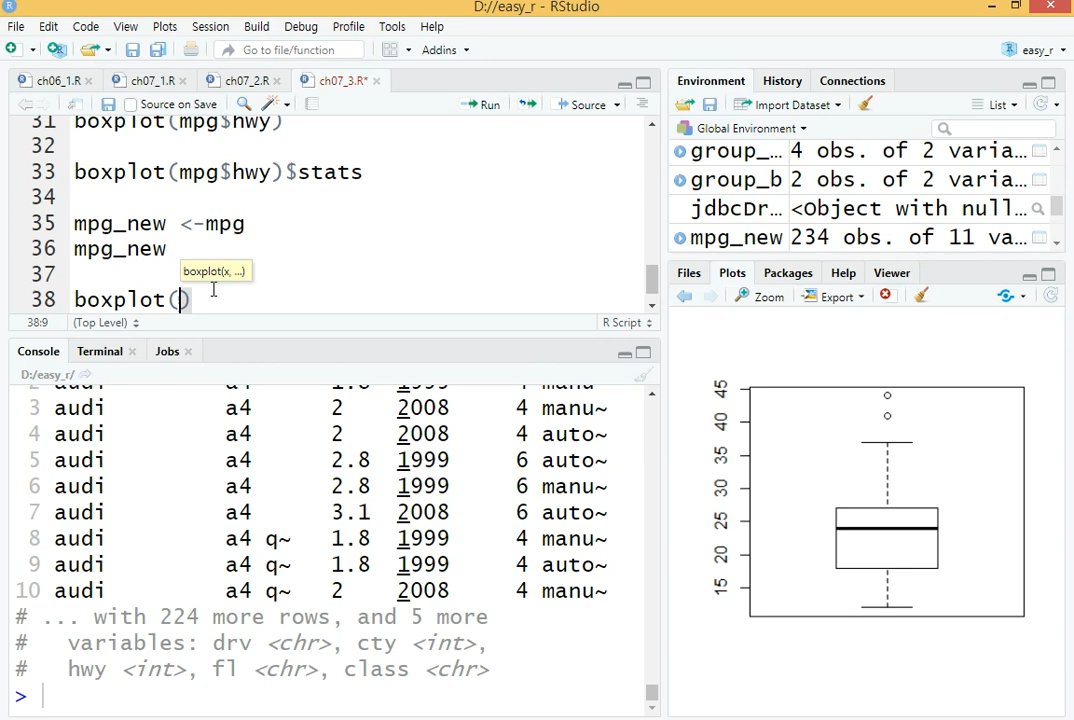 D://easy_r - RStudio
File Edit Code View Plots Session Build Debug Profile Tools Help
Go to file/function Addins easy_r
ch06_1.R ch07_1.R ch07_2.R ch07_3.R*
Source on Save Run Source
31 boxplot(mpg$hwy)
32
33 boxplot(mpg$hwy)$stats
34
35 mpg_new <-mpg
36 mpg_new
37
boxplot(x, ...)
38 boxplot()
38:9 (Top Level) R Script
Console Terminal Jobs
D:/easy_r/
3 audi a4 2 2008 4 manu~
4 audi a4 2 2008 4 auto~
5 audi a4 2.8 1999 6 auto~
6 audi a4 2.8 1999 6 manu~
7 audi a4 3.1 2008 6 auto~
8 audi a4 q~ 1.8 1999 4 manu~
9 audi a4 q~ 1.8 1999 4 auto~
10 audi a4 q~ 2 2008 4 manu~
# ... with 224 more rows, and 5 more
# variables: drv <chr>, cty <int>,
# hwy <int>, fl <chr>, class <chr>
>
Environment History Connections
Import Dataset List
Global Environment
group_... 4 obs. of 2 varia...
group_b 2 obs. of 2 varia...
jdbcDr... <Object with null...
mpg_new 234 obs. of 11 va...
Files Plots Packages Help Viewer
Zoom Export
45
40
35
30
25
20
15